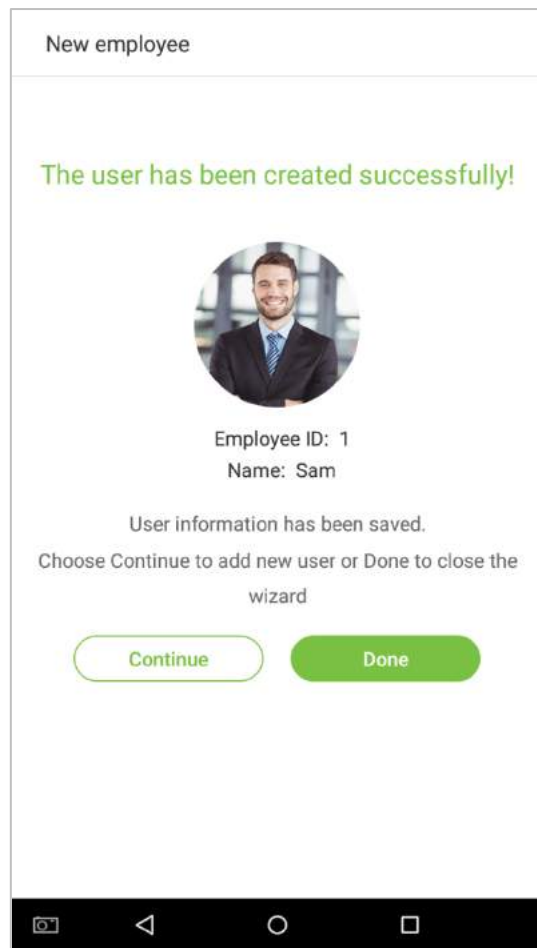 New employee
The user has been created successfully!
Employee ID: 1
Name: Sam
User information has been saved.
Choose Continue to add new user or Done to close the
wizard
Continue
Done